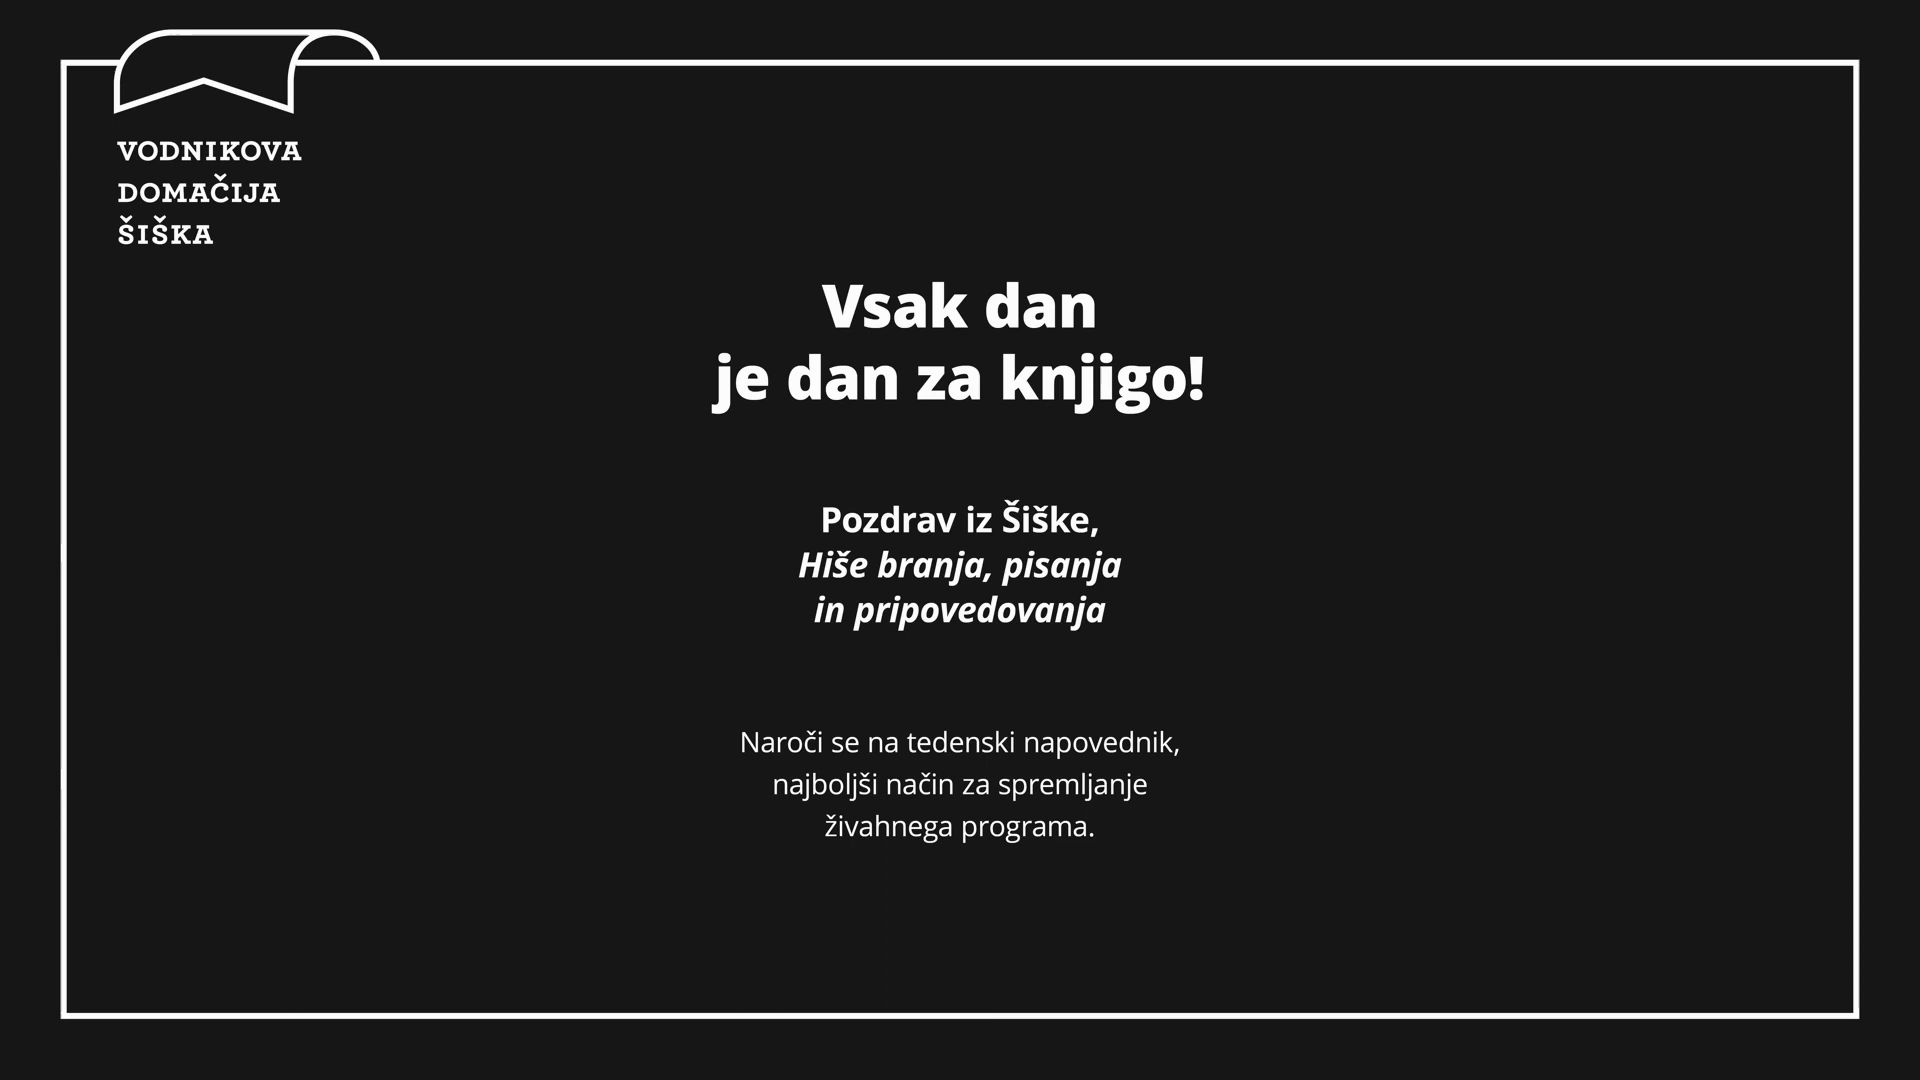 VODNIKOVA
DOMAČIJA
ŠIŠKA
Vsak dan
je dan za knjigo!
Pozdrav iz Šiške,
Hiše branja, pisanja
in pripovedovanja
Naroči se na tedenski napovednik,
najboljši način za spremljanje
živahnega programa.